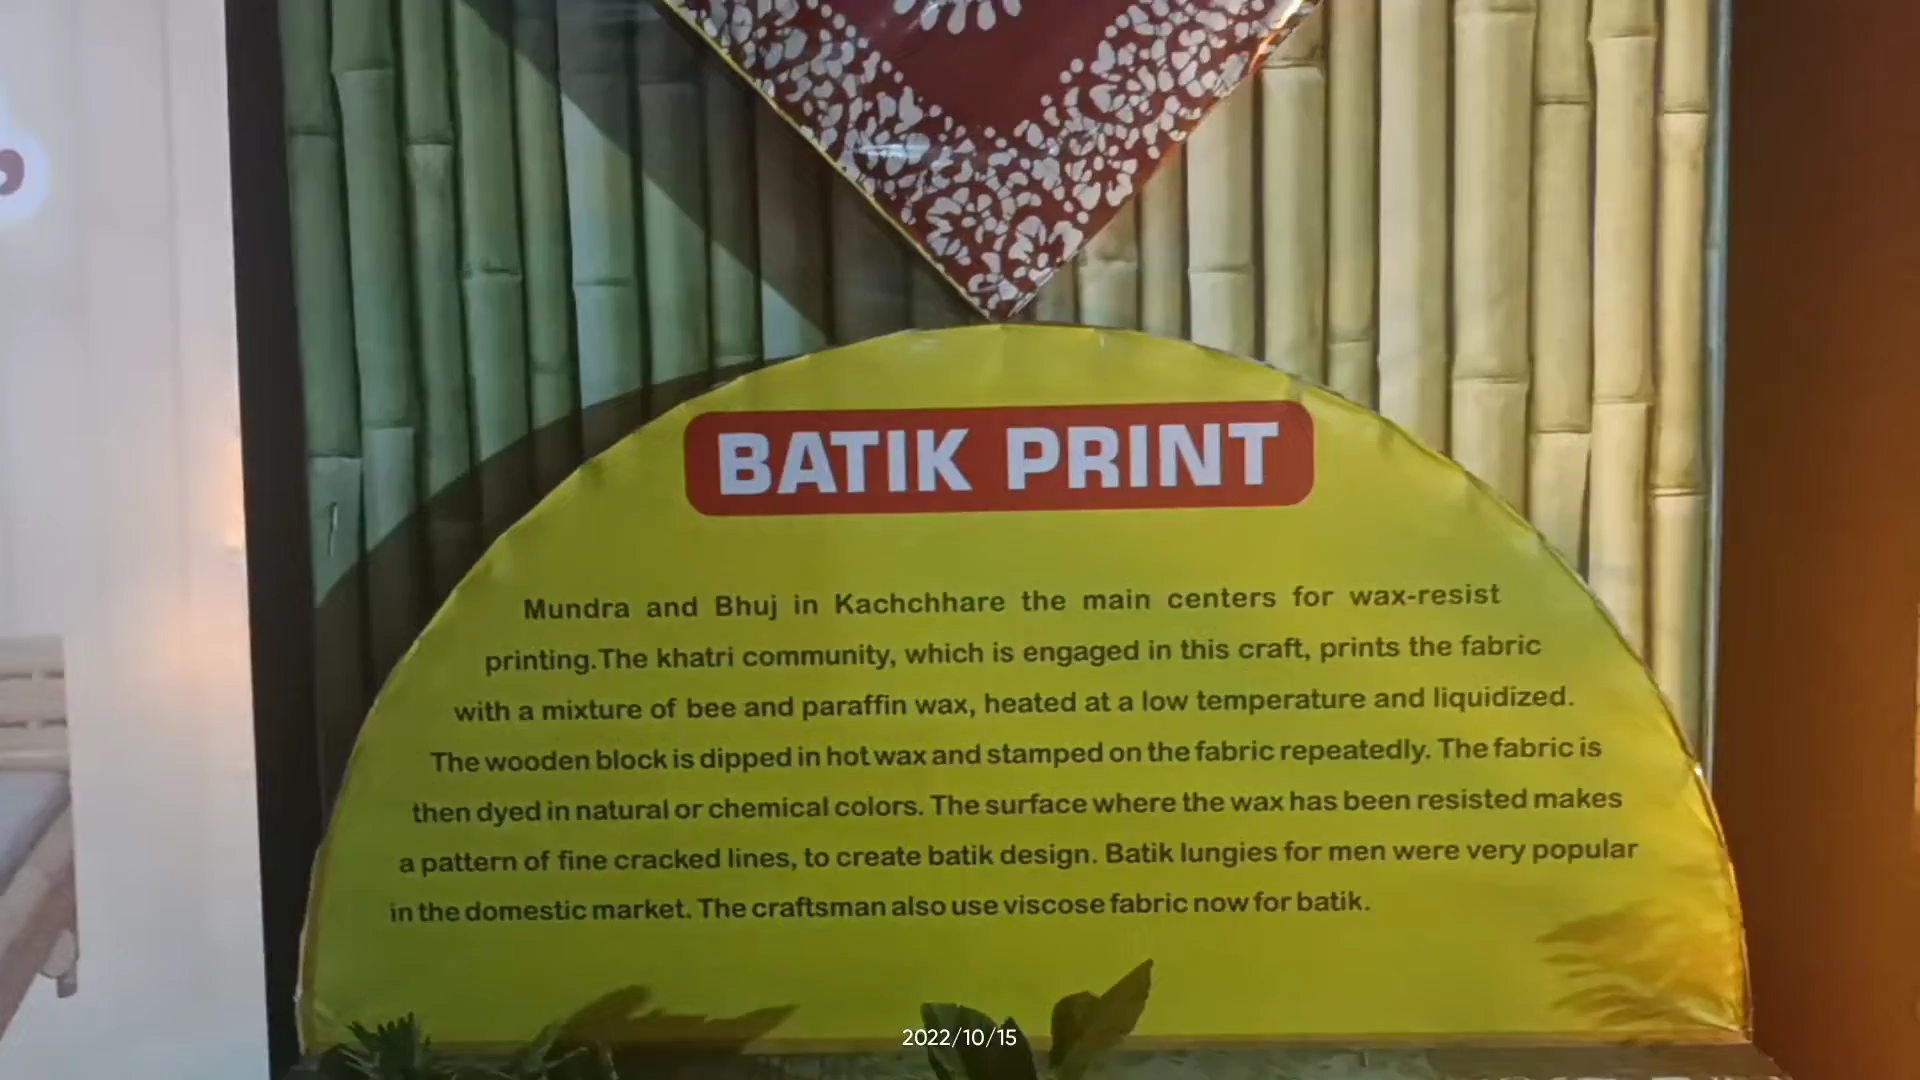 BATIK PRINT
Mundra and Bhuj in Kachchhare the main centers for wax-resist
printing.The khatri community, which is engaged in this craft, prints the fabric
with a mixture of bee and paraffin wax, heated at a low temperature and liquidized.
The wooden block is dipped in hot wax and stamped on the fabric repeatedly. The fabric is
then dyed in natural or chemical colors. The surface where the wax has been resisted makes
a pattern of fine cracked lines, to create batik design. Batik lungies for men were very popular
in the domestic market. The craftsman also use viscose fabric now for batik.
2022/10/15